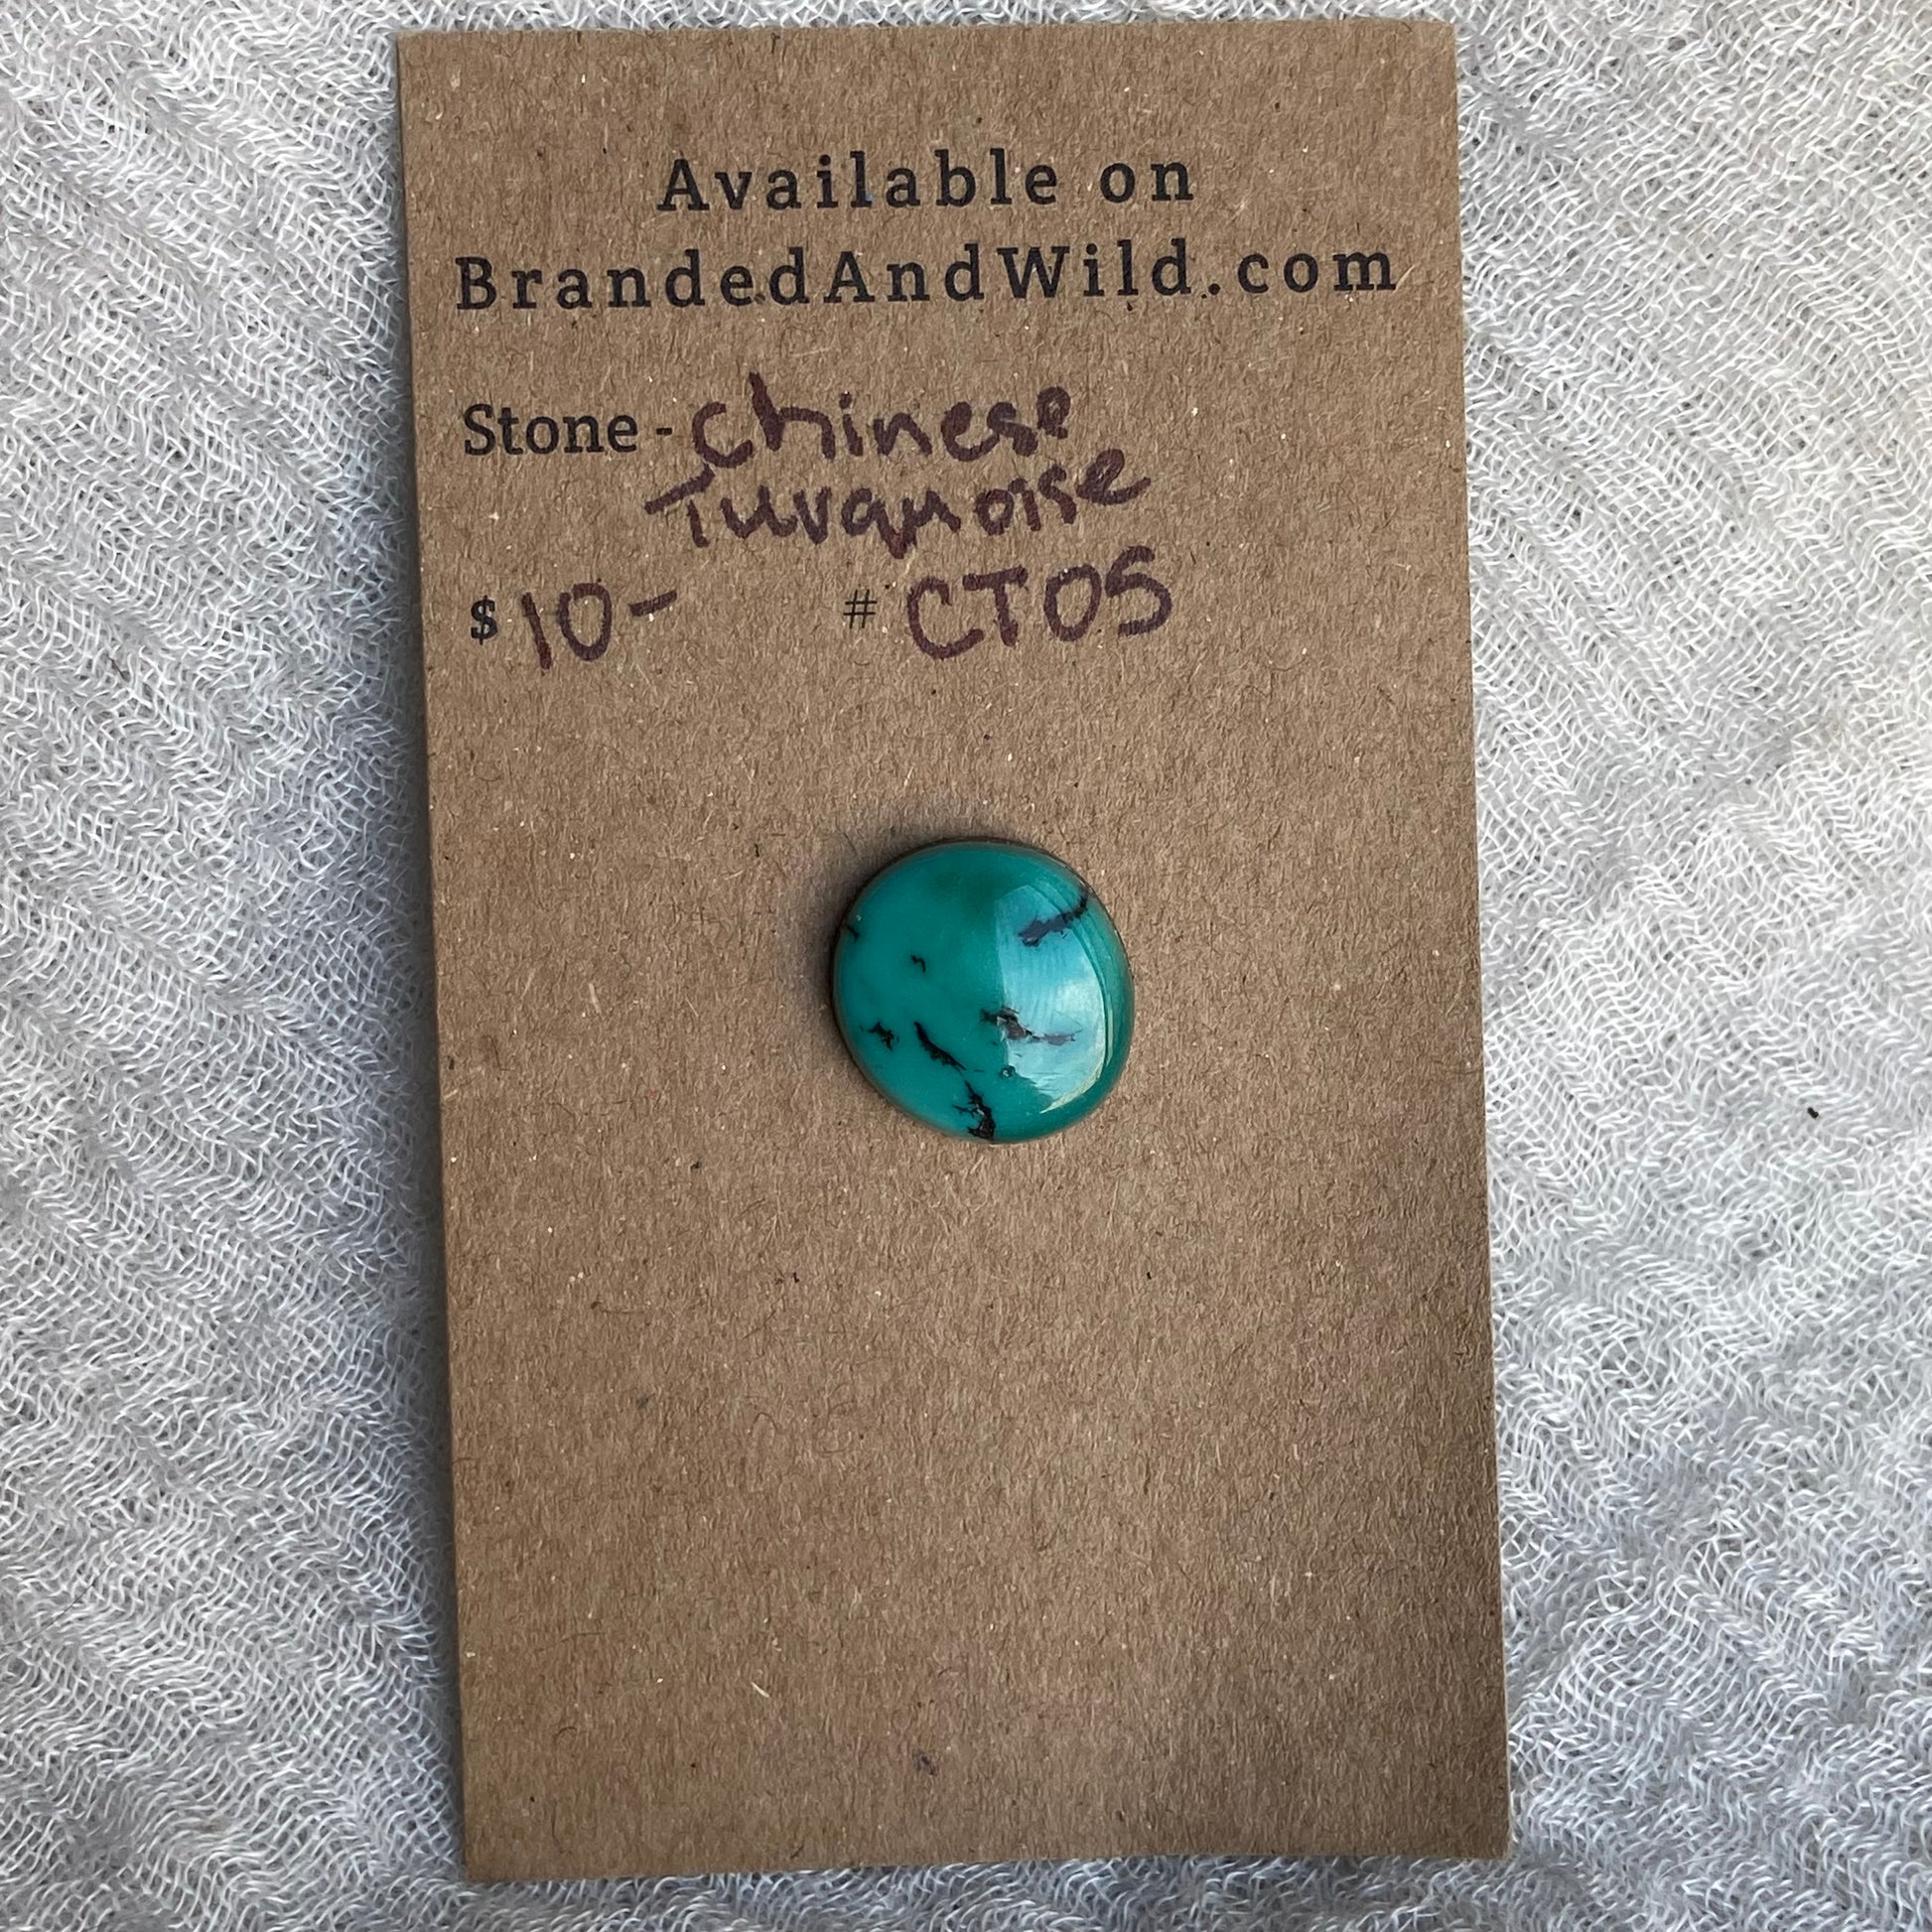 Available on
BrandedAndWild.com
Stone - Chinese
Turquoise
$ 10- # CT05